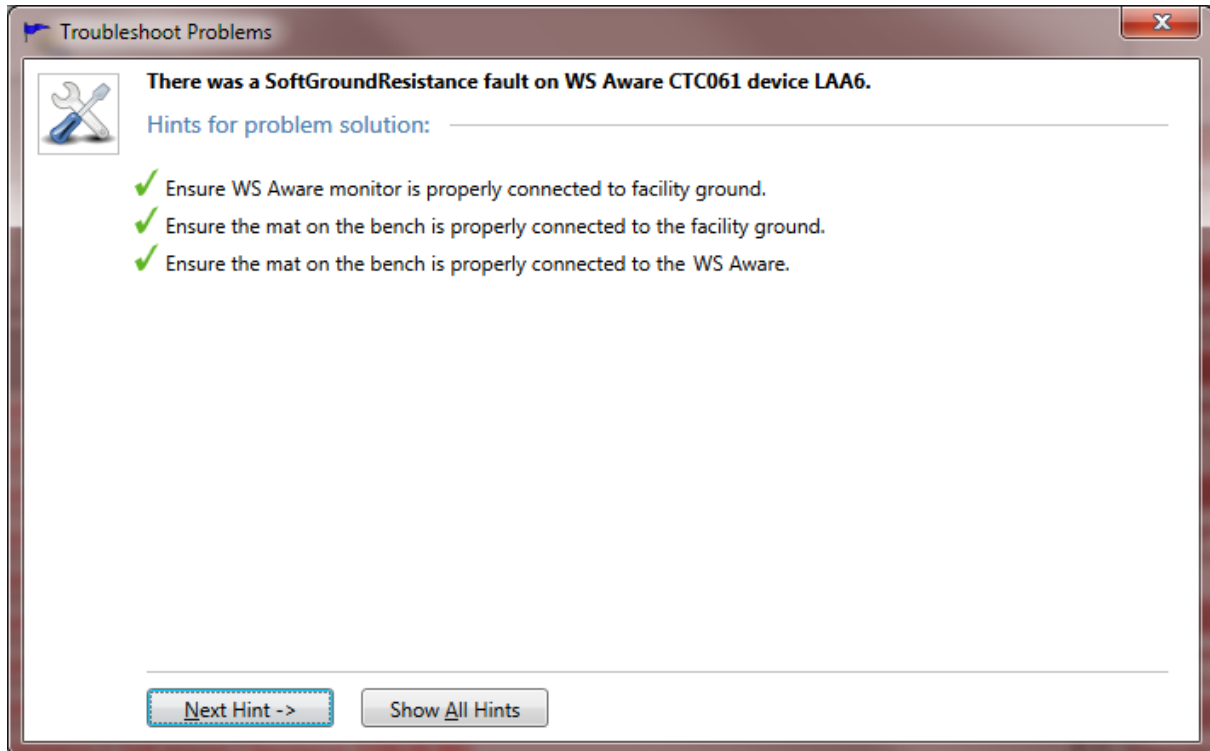 Troubleshoot Problems
There was a SoftGroundResistance fault on WS Aware CTC061 device LAA6.
Hints for problem solution:
Ensure WS Aware monitor is properly connected to facility ground.
Ensure the mat on the bench is properly connected to the facility ground.
Ensure the mat on the bench is properly connected to the WS Aware.
Next Hint ->
Show All Hints